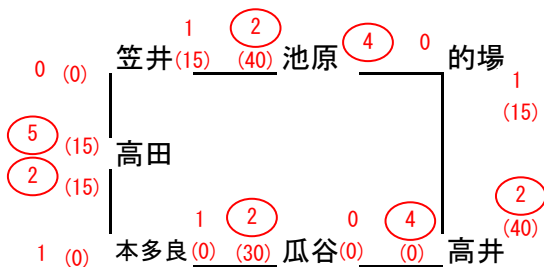 1 2 4 0
0 (0) 笠井 (15) (40) 池原 的場
1
(15)
5 (15) 高田
2 (15)
2
(40)
1 2 0 4
1 (0) 本多良 (0) (30) 瓜谷 (0) (0) 高井